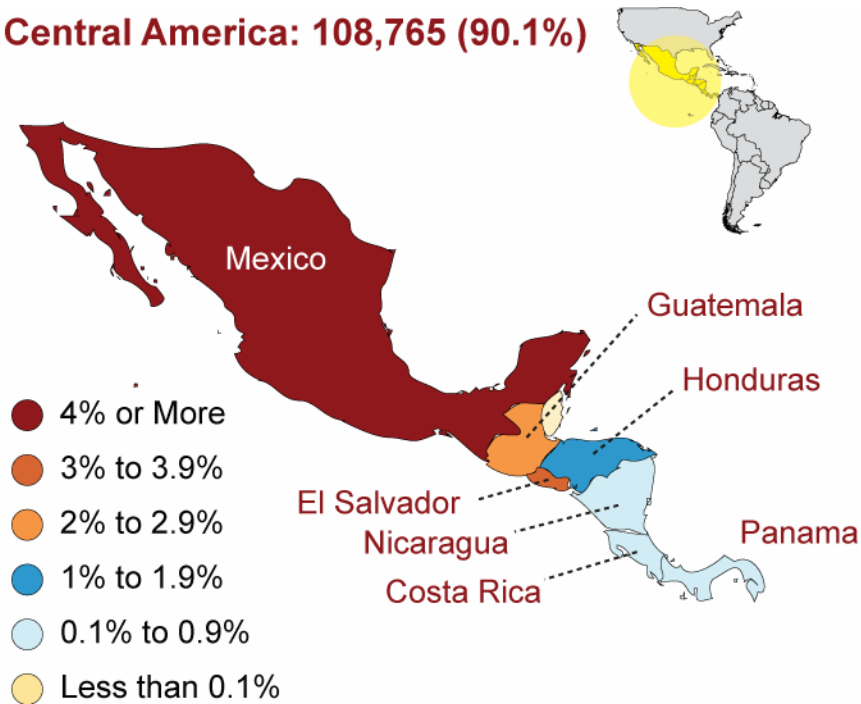 Central America: 108,765 (90.1%)
Mexico
Guatemala
Honduras
El Salvador
Nicaragua
Costa Rica
Panama
4% or More
3% to 3.9%
2% to 2.9%
1% to 1.9%
0.1% to 0.9%
Less than 0.1%